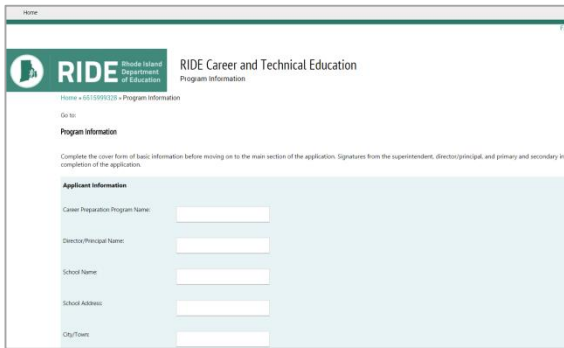 Home
RIDE Rhode Island Department of Education
RIDE Career and Technical Education
Program Information
Home » 6515999328 » Program Information
Go to:
Program Information
Complete the cover form of basic information before moving on to the main section of the application. Signatures from the superintendent, director/principal, and primary and secondary in
completion of the application.
Applicant Information
Career Preparation Program Name:
Director/Principal Name:
School Name:
School Address:
City/Town: